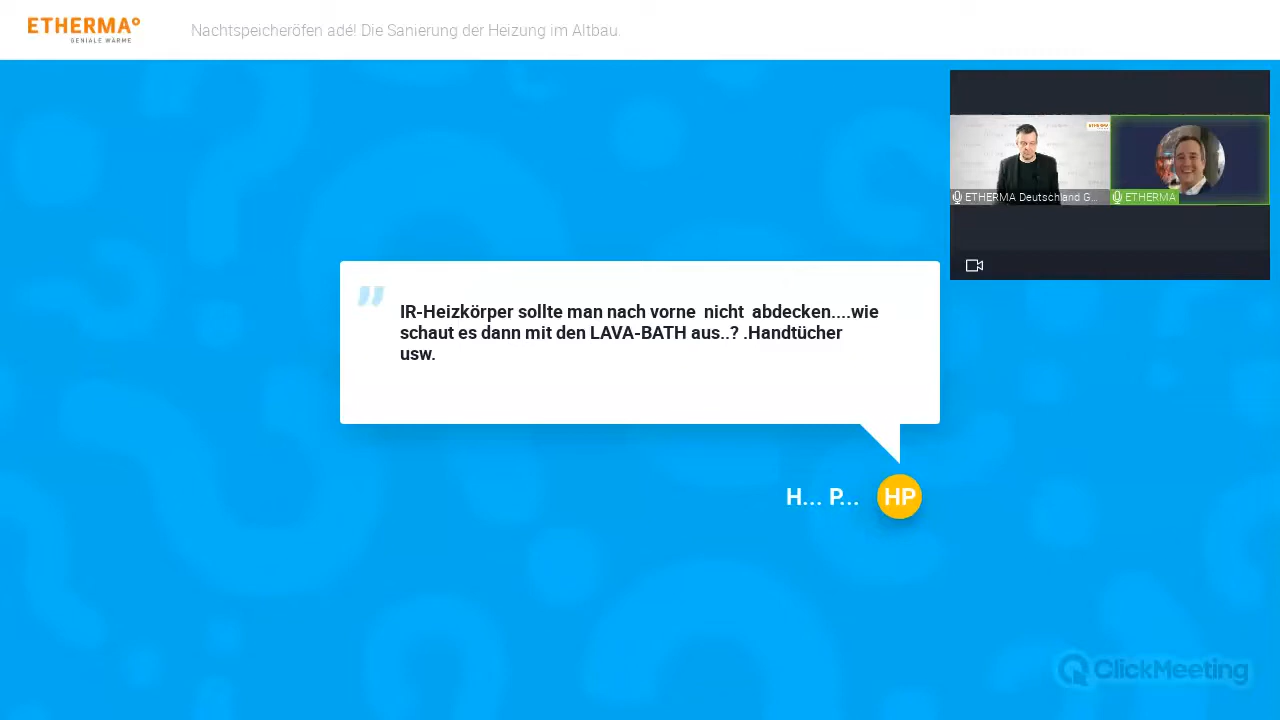 ETHERMA°
GENIALE WÄRME
Nachtspeicheröfen adé! Die Sanierung der Heizung im Altbau.
ETHERMA
ETHERMA Deutschland G...
ETHERMA
"
IR-Heizkörper sollte man nach vorne  nicht  abdecken....wie
schaut es dann mit den LAVA-BATH aus..? .Handtücher
usw.
H... P...
HP
ClickMeeting